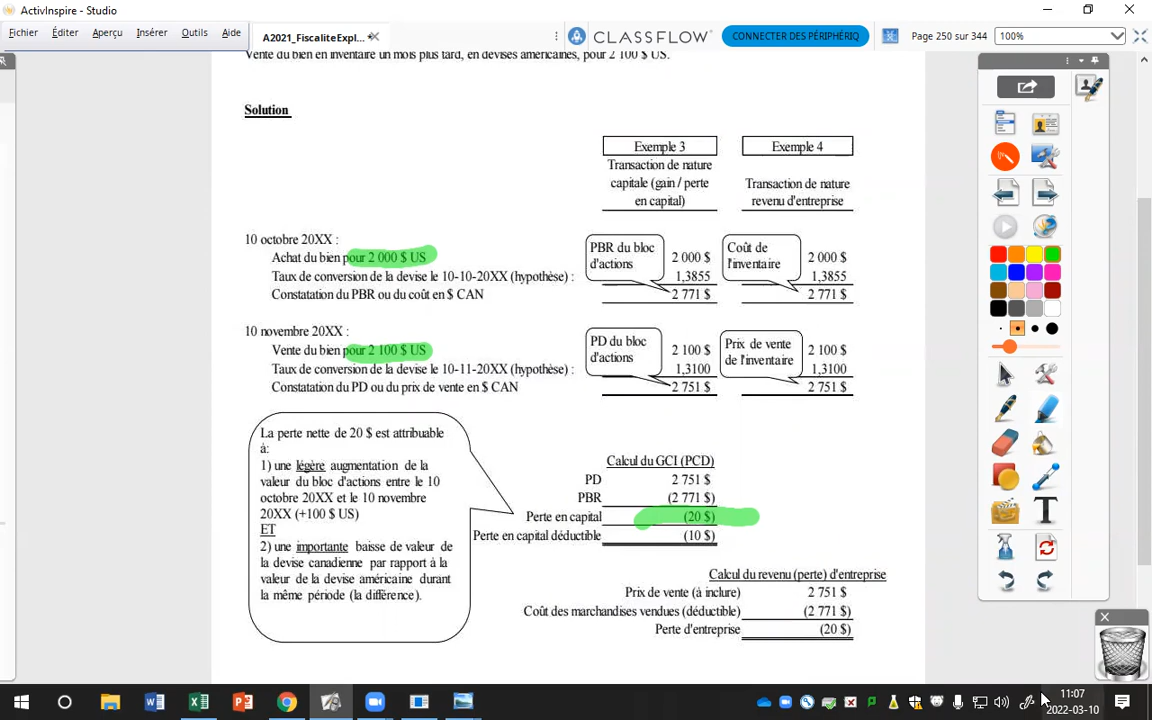 ActivInspire - Studio
Fichier Éditer Aperçu Insérer Outils Aide
A2021_FiscaliteExpl...
CLASSFLOW
CONNECTER DES PÉRIPHÉRIQ
Page 250 sur 344
100%
Vente du bien en inventaire un mois plus tard, en devises américaines, pour 2 100 $ US.
Solution
Exemple 3 Exemple 4
Transaction de nature
capitale (gain / perte
en capital)
Transaction de nature
revenu d'entreprise
10 octobre 20XX :
PBR du bloc
d'actions
Coût de
l'inventaire
Achat du bien pour 2 000 $ US 2 000 $ 2 000 $
Taux de conversion de la devise le 10-10-20XX (hypothèse) : 1,3855 1,3855
Constatation du PBR ou du coût en $ CAN 2 771 $ 2 771 $
10 novembre 20XX :
PD du bloc
d'actions
Prix de vente
de l'inventaire
Vente du bien pour 2 100 $ US 2 100 $ 2 100 $
Taux de conversion de la devise le 10-11-20XX (hypothèse) : 1,3100 1,3100
Constatation du PD ou du prix de vente en $ CAN 2 751 $ 2 751 $
La perte nette de 20 $ est attribuable
à:
1) une légère augmentation de la
valeur du bloc d'actions entre le 10
octobre 20XX et le 10 novembre
20XX (+100 $ US)
ET
2) une importante baisse de valeur de
la devise canadienne par rapport à la
valeur de la devise américaine durant
la même période (la différence).
Calcul du GCI (PCD)
PD 2 751 $
PBR (2 771 $)
Perte en capital (20 $)
Perte en capital déductible (10 $)
Calcul du revenu (perte) d'entreprise
Prix de vente (à inclure) 2 751 $
Coût des marchandises vendues (déductible) (2 771 $)
Perte d'entreprise (20 $)
11:07
2022-03-10